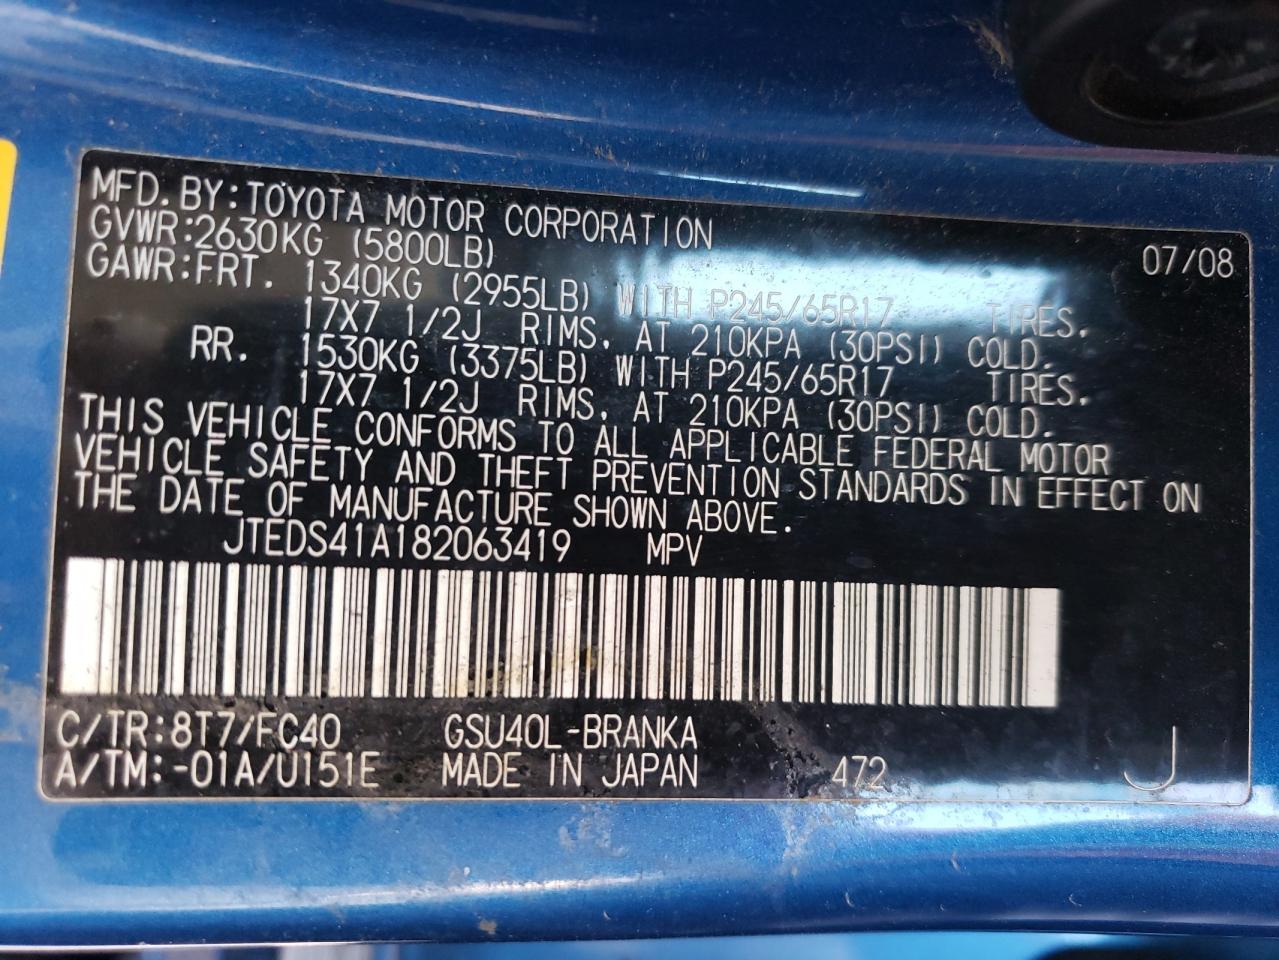 MFD. BY: TOYOTA MOTOR CORPORATION 07/08
GVWR:2630KG (5800LB)
GAWR:FRT. 1340KG (2955LB) WITH P245/65R17 TIRES.
17X7 1/2J RIMS. AT 210KPA (30PSI) COLD.
RR. 1530KG (3375LB) WITH P245/65R17 TIRES.
17X7 1/2J RIMS. AT 210KPA (30PSI) COLD.
THIS VEHICLE CONFORMS TO ALL APPLICABLE FEDERAL MOTOR
VEHICLE SAFETY AND THEFT PREVENTION STANDARDS IN EFFECT ON
THE DATE OF MANUFACTURE SHOWN ABOVE.
JTEDS41A182063419 MPV
C/TR:8T7/FC40 GSU40L-BRANKA
A/TM:-01A/U151E MADE IN JAPAN 472 J